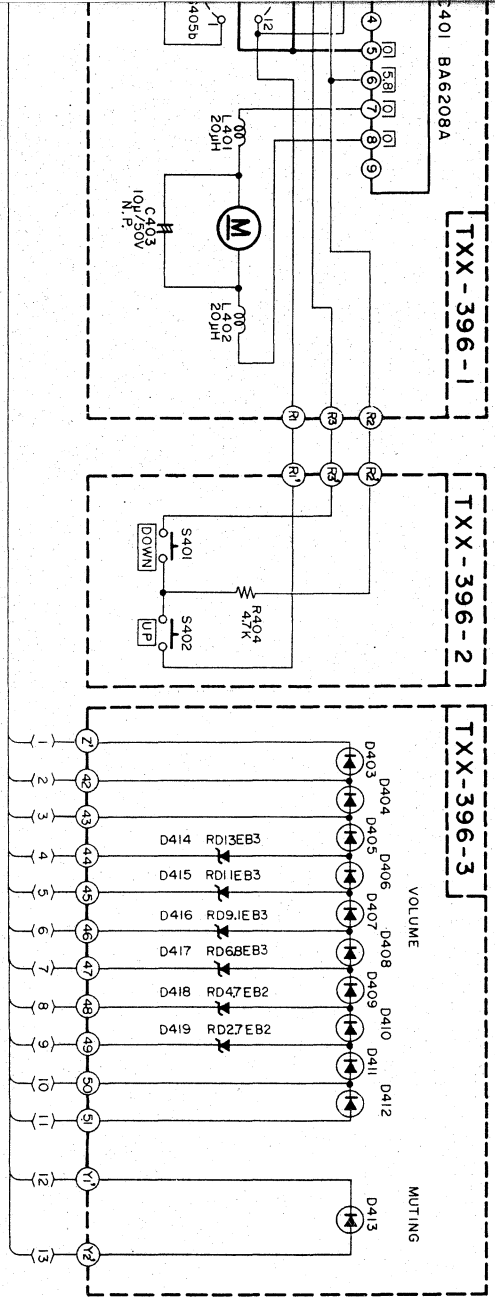 C401 BA6208A
TXX-396-1
4
5
0
6
5.8
7
0
8
0
9
12
1
S405b
L401
20μH
M
C403
10μ/50V
N.P.
L402
20μH
R1
R3
R2
R1'
R3'
R2'
TXX-396-2
S401
DOWN
S402
UP
R404
4.7K
TXX-396-3
VOLUME
MUTING
D403
D404
D405
D406
D407
D408
D409
D410
D411
D412
D413
D414 RD13EB3
D415 RD11EB3
D416 RD9.1EB3
D417 RD6.8EB3
D418 RD4.7EB2
D419 RD2.7EB2
1 Z'
2 42
3 43
4 44
5 45
6 46
7 47
8 48
9 49
10 50
11 51
12 Y1'
13 Y2'